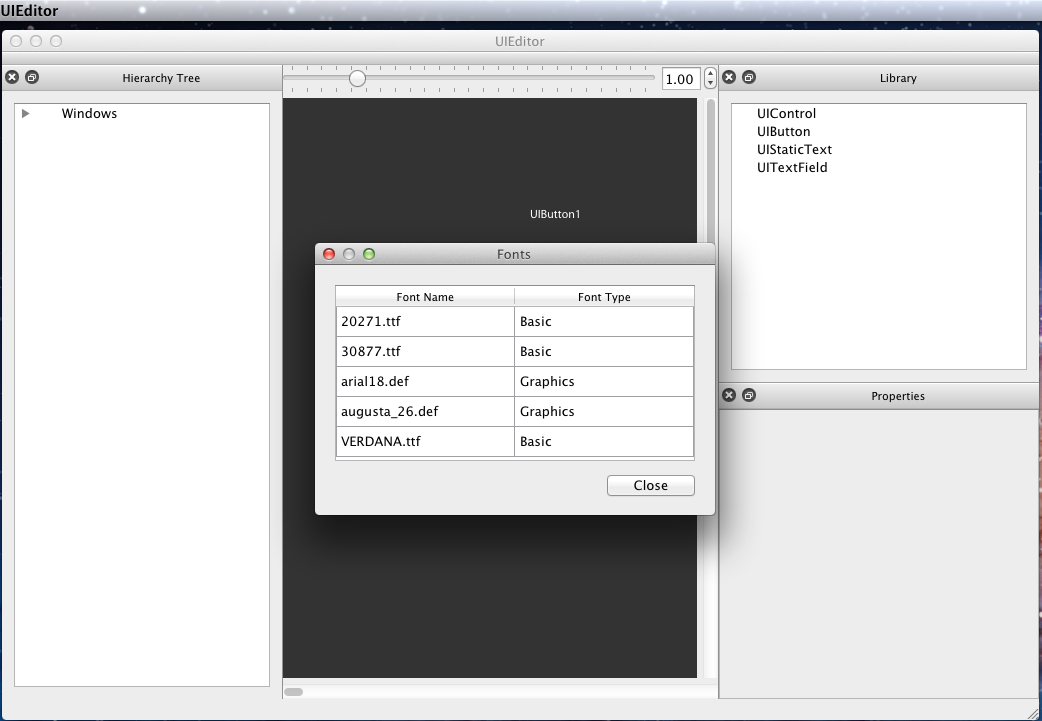 UIEditor
UIEditor
Hierarchy Tree
1.00
Library
Windows
UIControl
UIButton
UIStaticText
UITextField
UIButton1
Fonts
Font Name Font Type
20271.ttf Basic
30877.ttf Basic
arial18.def Graphics
augusta_26.def Graphics
VERDANA.ttf Basic
Close
Properties